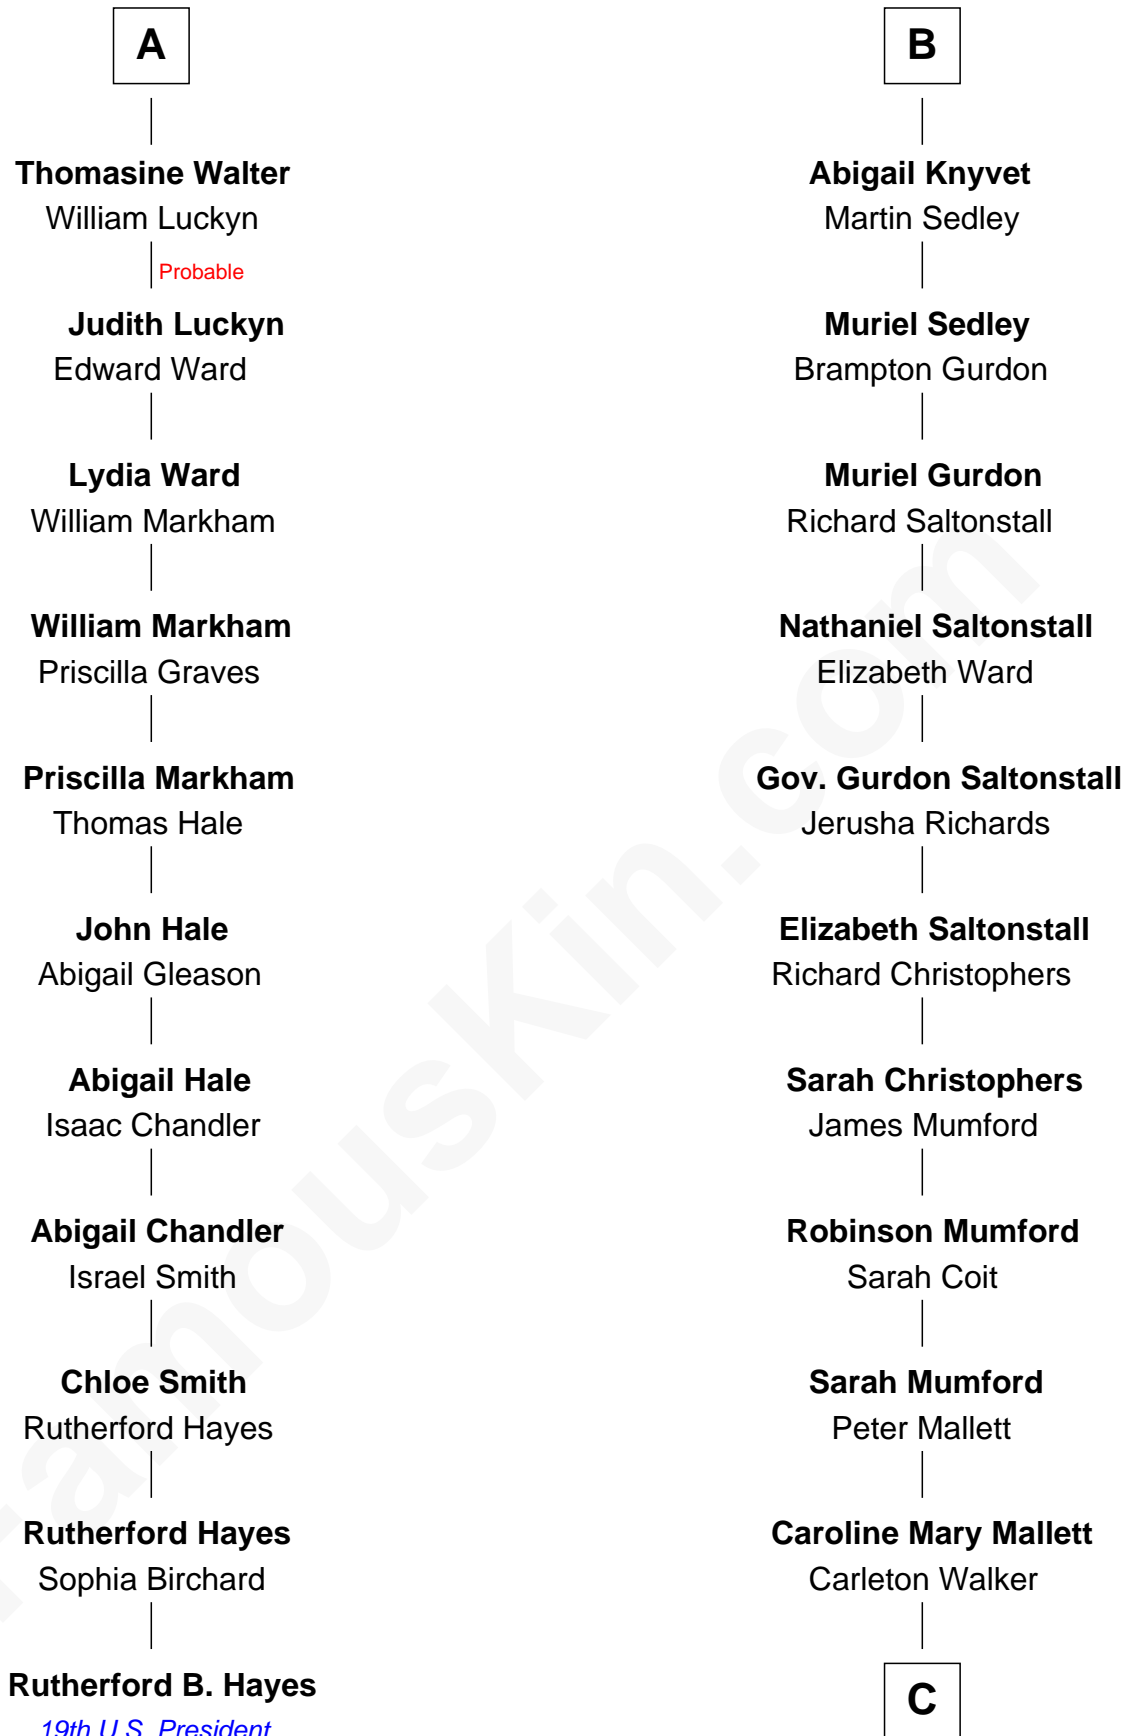 A
Thomasine Walter
William Luckyn
Probable
Judith Luckyn
Edward Ward
Lydia Ward
William Markham
William Markham
Priscilla Graves
Priscilla Markham
Thomas Hale
John Hale
Abigail Gleason
Abigail Hale
Isaac Chandler
Abigail Chandler
Israel Smith
Chloe Smith
Rutherford Hayes
Rutherford Hayes
Sophia Birchard
Rutherford B. Hayes
19th U.S. President
B
Abigail Knyvet
Martin Sedley
Muriel Sedley
Brampton Gurdon
Muriel Gurdon
Richard Saltonstall
Nathaniel Saltonstall
Elizabeth Ward
Gov. Gurdon Saltonstall
Jerusha Richards
Elizabeth Saltonstall
Richard Christophers
Sarah Christophers
James Mumford
Robinson Mumford
Sarah Coit
Sarah Mumford
Peter Mallett
Caroline Mary Mallett
Carleton Walker
C
FamousKin.com